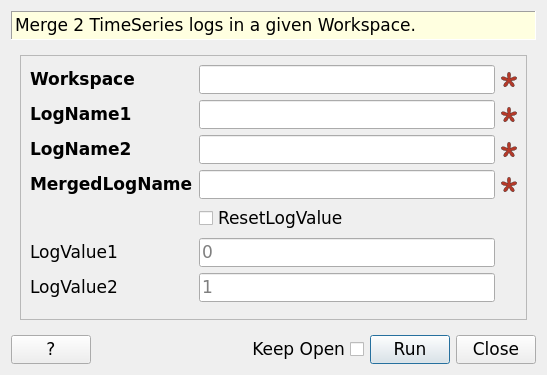 Merge 2 TimeSeries logs in a given Workspace.
Workspace *
LogName1 *
LogName2 *
MergedLogName *
ResetLogValue
LogValue1 0
LogValue2 1
? Keep Open Run Close